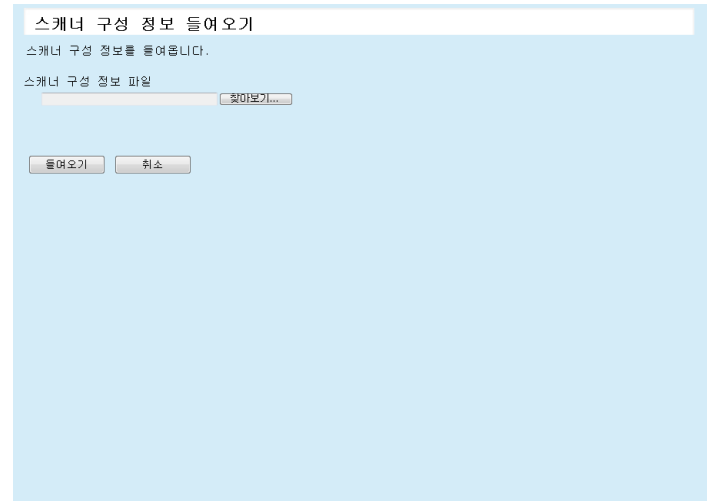 스캐너 구성 정보 들여오기
스캐너 구성 정보를 들여옵니다.
스캐너 구성 정보 파일
찾아보기...
들여오기 취소